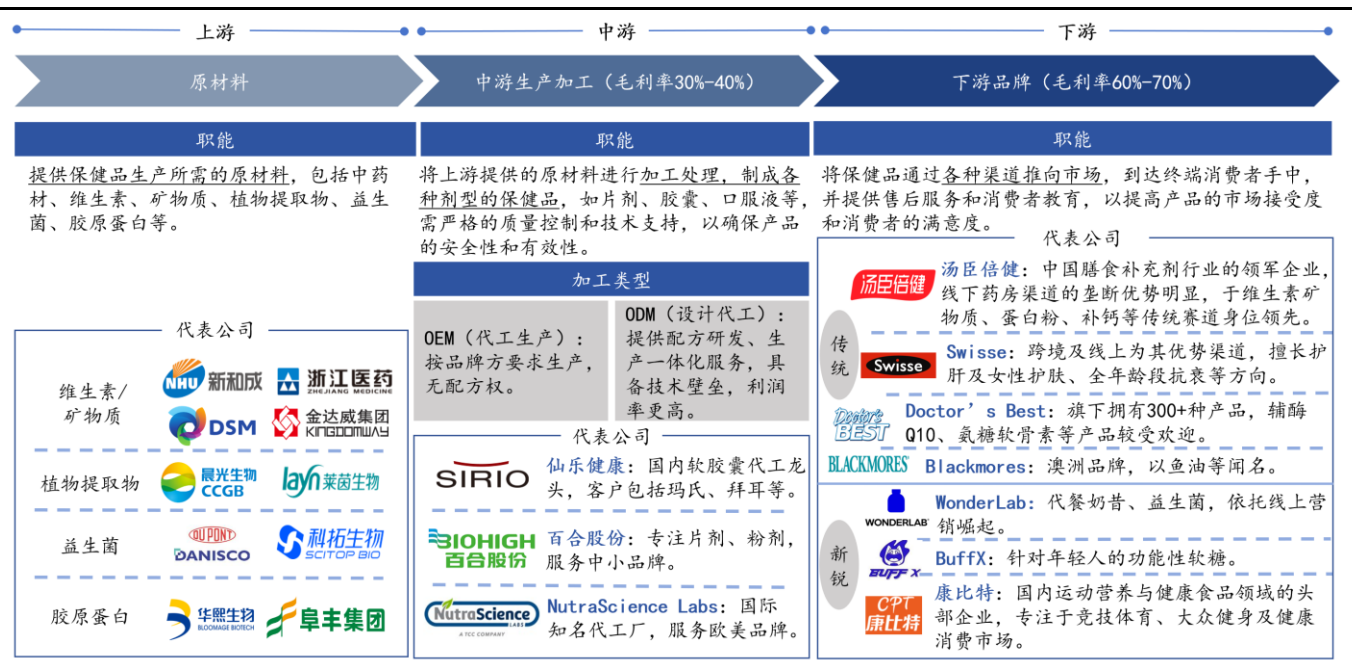 上游
中游
下游
原材料
中游生产加工（毛利率30%-40%）
下游品牌（毛利率60%-70%）
职能
提供保健品生产所需的原材料，包括中药
材、维生素、矿物质、植物提取物、益生
菌、胶原蛋白等。
代表公司
维生素/
矿物质
NHU 新和成
浙江医药
ZHEJIANG MEDICINE
DSM
金达威集团
KINGDOMWAY
植物提取物
晨光生物
CCGB
layn 莱茵生物
益生菌
DUPONT
DANISCO
科拓生物
SCITOP BIO
胶原蛋白
华熙生物
BLOOMAGE BIOTECH
阜丰集团
职能
将上游提供的原材料进行加工处理，制成各
种剂型的保健品，如片剂、胶囊、口服液等，
需严格的质量控制和技术支持，以确保产品
的安全性和有效性。
加工类型
OEM（代工生产）：
按品牌方要求生产，
无配方权。
ODM（设计代工）：
提供配方研发、生
产一体化服务，具
备技术壁垒，利润
率更高。
代表公司
SIRIO
仙乐健康：国内软胶囊代工龙
头，客户包括玛氏、拜耳等。
BIOHIGH
百合股份
百合股份：专注片剂、粉剂，
服务中小品牌。
NutraScience
LABS
A TCC COMPANY
NutraScience Labs：国际
知名代工厂，服务欧美品牌。
职能
将保健品通过各种渠道推向市场，到达终端消费者手中，
并提供售后服务和消费者教育，以提高产品的市场接受度
和消费者的满意度。
代表公司
传统
汤臣倍健
汤臣倍健：中国膳食补充剂行业的领军企业，
线下药房渠道的垄断优势明显，于维生素矿
物质、蛋白粉、补钙等传统赛道身位领先。
Swisse
Swisse：跨境及线上为其优势渠道，擅长护
肝及女性护肤、全年龄段抗衰等方向。
Doctor's
BEST
Doctor’s Best：旗下拥有300+种产品，辅酶
Q10、氨糖软骨素等产品较受欢迎。
BLACKMORES
Blackmores：澳洲品牌，以鱼油等闻名。
新锐
WONDERLAB
WonderLab：代餐奶昔、益生菌，依托线上营
销崛起。
BUFF X
BuffX：针对年轻人的功能性软糖。
CPT
康比特
康比特：国内运动营养与健康食品领域的头
部企业，专注于竞技体育、大众健身及健康
消费市场。